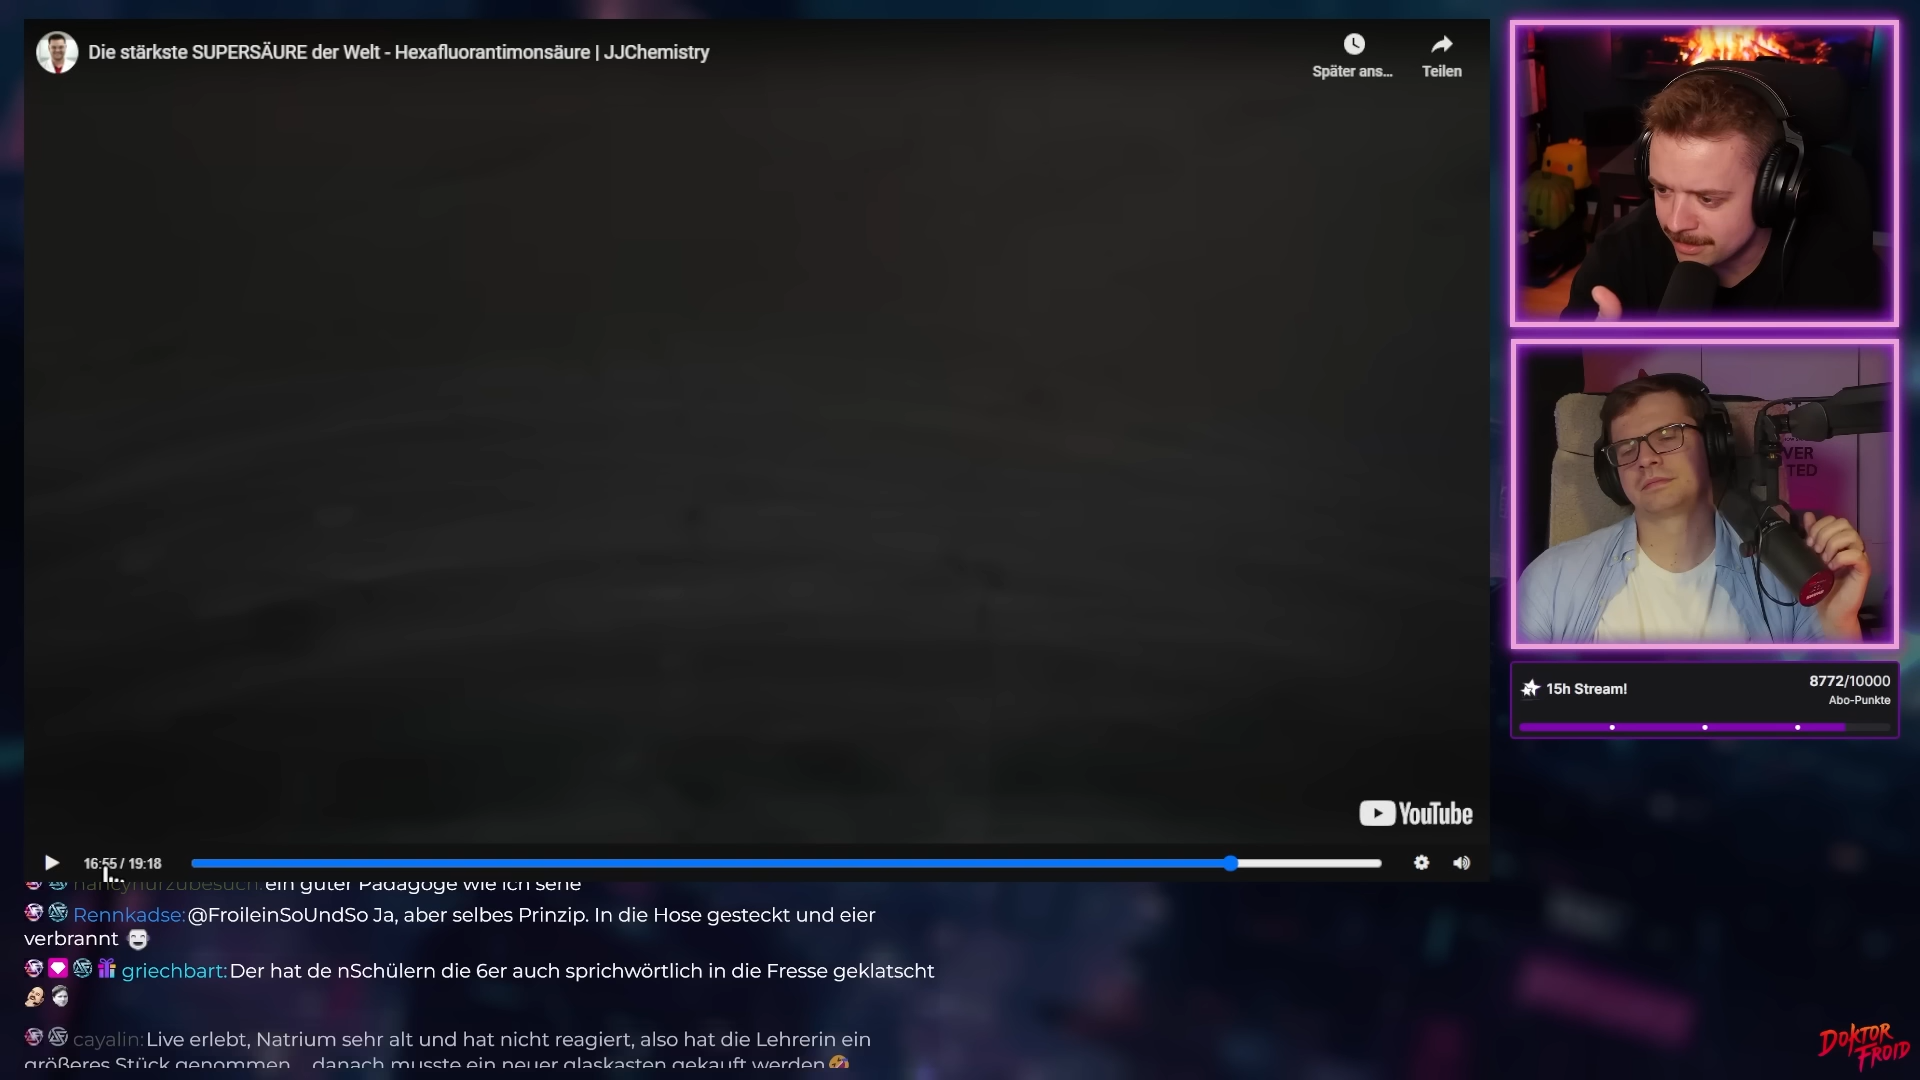 Die stärkste SUPERSÄURE der Welt - Hexafluorantimonsäure | JJChemistry
Später ans...
Teilen
VER
TED
15h Stream!
8772/10000
Abo-Punkte
YouTube
16:55 / 19:18
nancynurzubesuch: ein guter Pädagoge wie ich sehe
Rennkadse: @FroileinSoUndSo Ja, aber selbes Prinzip. In die Hose gesteckt und eier
verbrannt
griechbart: Der hat de nSchülern die 6er auch sprichwörtlich in die Fresse geklatscht
cayalin: Live erlebt, Natrium sehr alt und hat nicht reagiert, also hat die Lehrerin ein
größeres Stück genommen... danach musste ein neuer glaskasten gekauft werden
DOKTOR
FROID